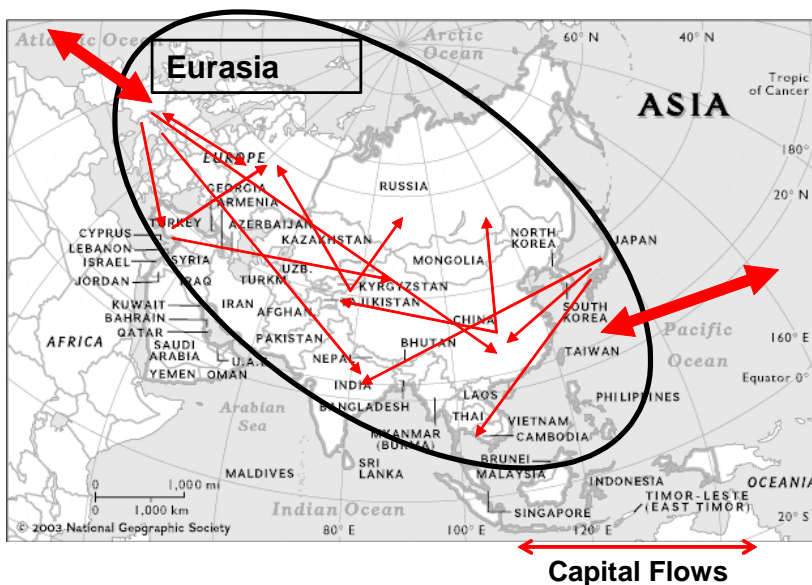 Atlantic Ocean
Arctic
Ocean
60° N
40° N
Eurasia
Tropic
of Cancer
ASIA
180°
20° N
EUROPE
RUSSIA
GEORGIA
ARMENIA
TURKEY
AZERBAIJAN
CYPRUS
KAZAKHSTAN
NORTH
KOREA
JAPAN
LEBANON
SYRIA
UZB.
MONGOLIA
ISRAEL
TURKM.
KYRGYZSTAN
JORDAN
IRAQ
TAJIKISTAN
IRAN
SOUTH
KOREA
KUWAIT
AFGHAN.
CHINA
BAHRAIN
Pacific
Ocean
QATAR
PAKISTAN
BHUTAN
160° E
AFRICA
SAUDI
ARABIA
U.A.E.
NEPAL
TAIWAN
YEMEN
OMAN
INDIA
Equator 0°
LAOS
PHILIPPINES
Arabian
Sea
BANGLADESH
THAI.
VIETNAM
MYANMAR
(BURMA)
CAMBODIA
SRI
LANKA
BRUNEI
MALDIVES
MALAYSIA
INDONESIA
OCEANIA
0
1,000 mi
0
1,000 km
TIMOR-LESTE
(EAST TIMOR)
Indian Ocean
SINGAPORE
20° S
© 2003 National Geographic Society
80° E
100° E
120° E
Capital Flows